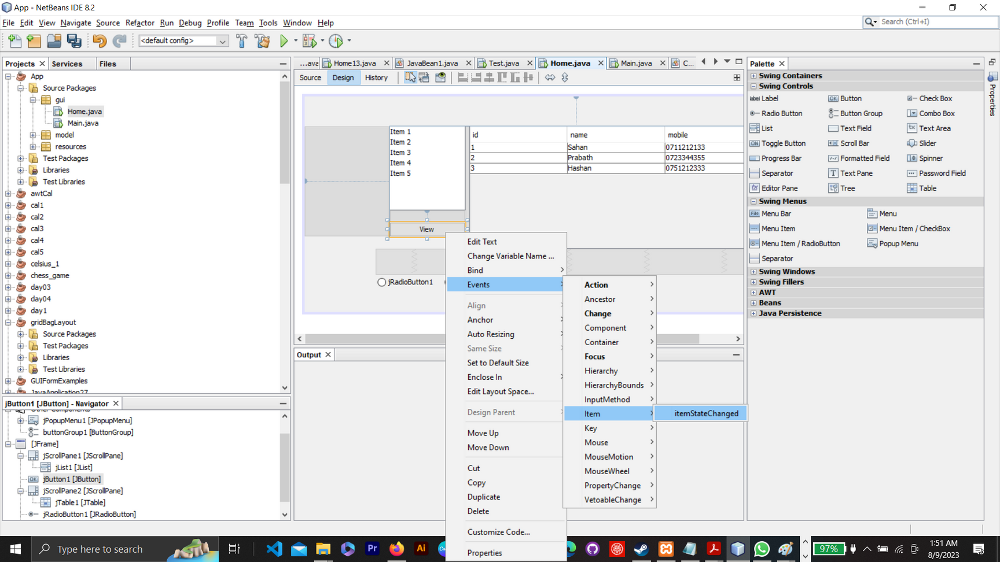 App - NetBeans IDE 8.2
File Edit View Navigate Source Refactor Run Debug Profile Team Tools Window Help
Search (Ctrl+I)
<default config>
Projects Services Files
App
Source Packages
gui
Home.java
Main.java
model
resources
Test Packages
Libraries
Test Libraries
awtCal
cal1
cal2
cal3
cal4
cal5
celsius_1
chess_game
day03
day04
day1
gridBagLayout
Source Packages
Test Packages
Libraries
Test Libraries
GUIFormExamples
JavaApplication27
jButton1 [JButton] - Navigator
Other Components
jPopupMenu1 [JPopupMenu]
buttonGroup1 [ButtonGroup]
[JFrame]
jScrollPane1 [JScrollPane]
jList1 [JList]
jButton1 [JButton]
jScrollPane2 [JScrollPane]
jTable1 [JTable]
jRadioButton1 [JRadioButton]
...ava Home13.java JavaBean1.java Test.java Home.java Main.java C...
Source Design History
Item 1
Item 2
Item 3
Item 4
Item 5
id name mobile
1 Sahan 0711212133
2 Prabath 0723344355
3 Hashan 0751212333
View
jRadioButton1
Output
Edit Text
Change Variable Name ...
Bind
Events
Align
Anchor
Auto Resizing
Same Size
Set to Default Size
Enclose In
Edit Layout Space...
Design Parent
Move Up
Move Down
Cut
Copy
Duplicate
Delete
Customize Code...
Properties
Action
Ancestor
Change
Component
Container
Focus
Hierarchy
HierarchyBounds
InputMethod
Item
Key
Mouse
MouseMotion
MouseWheel
PropertyChange
VetoableChange
itemStateChanged
Palette
Swing Containers
Swing Controls
Label Button Check Box
Radio Button Button Group Combo Box
List Text Field Text Area
Toggle Button Scroll Bar Slider
Progress Bar Formatted Field Spinner
Separator Text Pane Password Field
Editor Pane Tree Table
Swing Menus
Menu Bar Menu
Menu Item Menu Item / CheckBox
Menu Item / RadioButton Popup Menu
Separator
Swing Windows
Swing Fillers
AWT
Beans
Java Persistence
Properties
Type here to search
Pr
Ai
97%
1:51 AM
8/9/2023